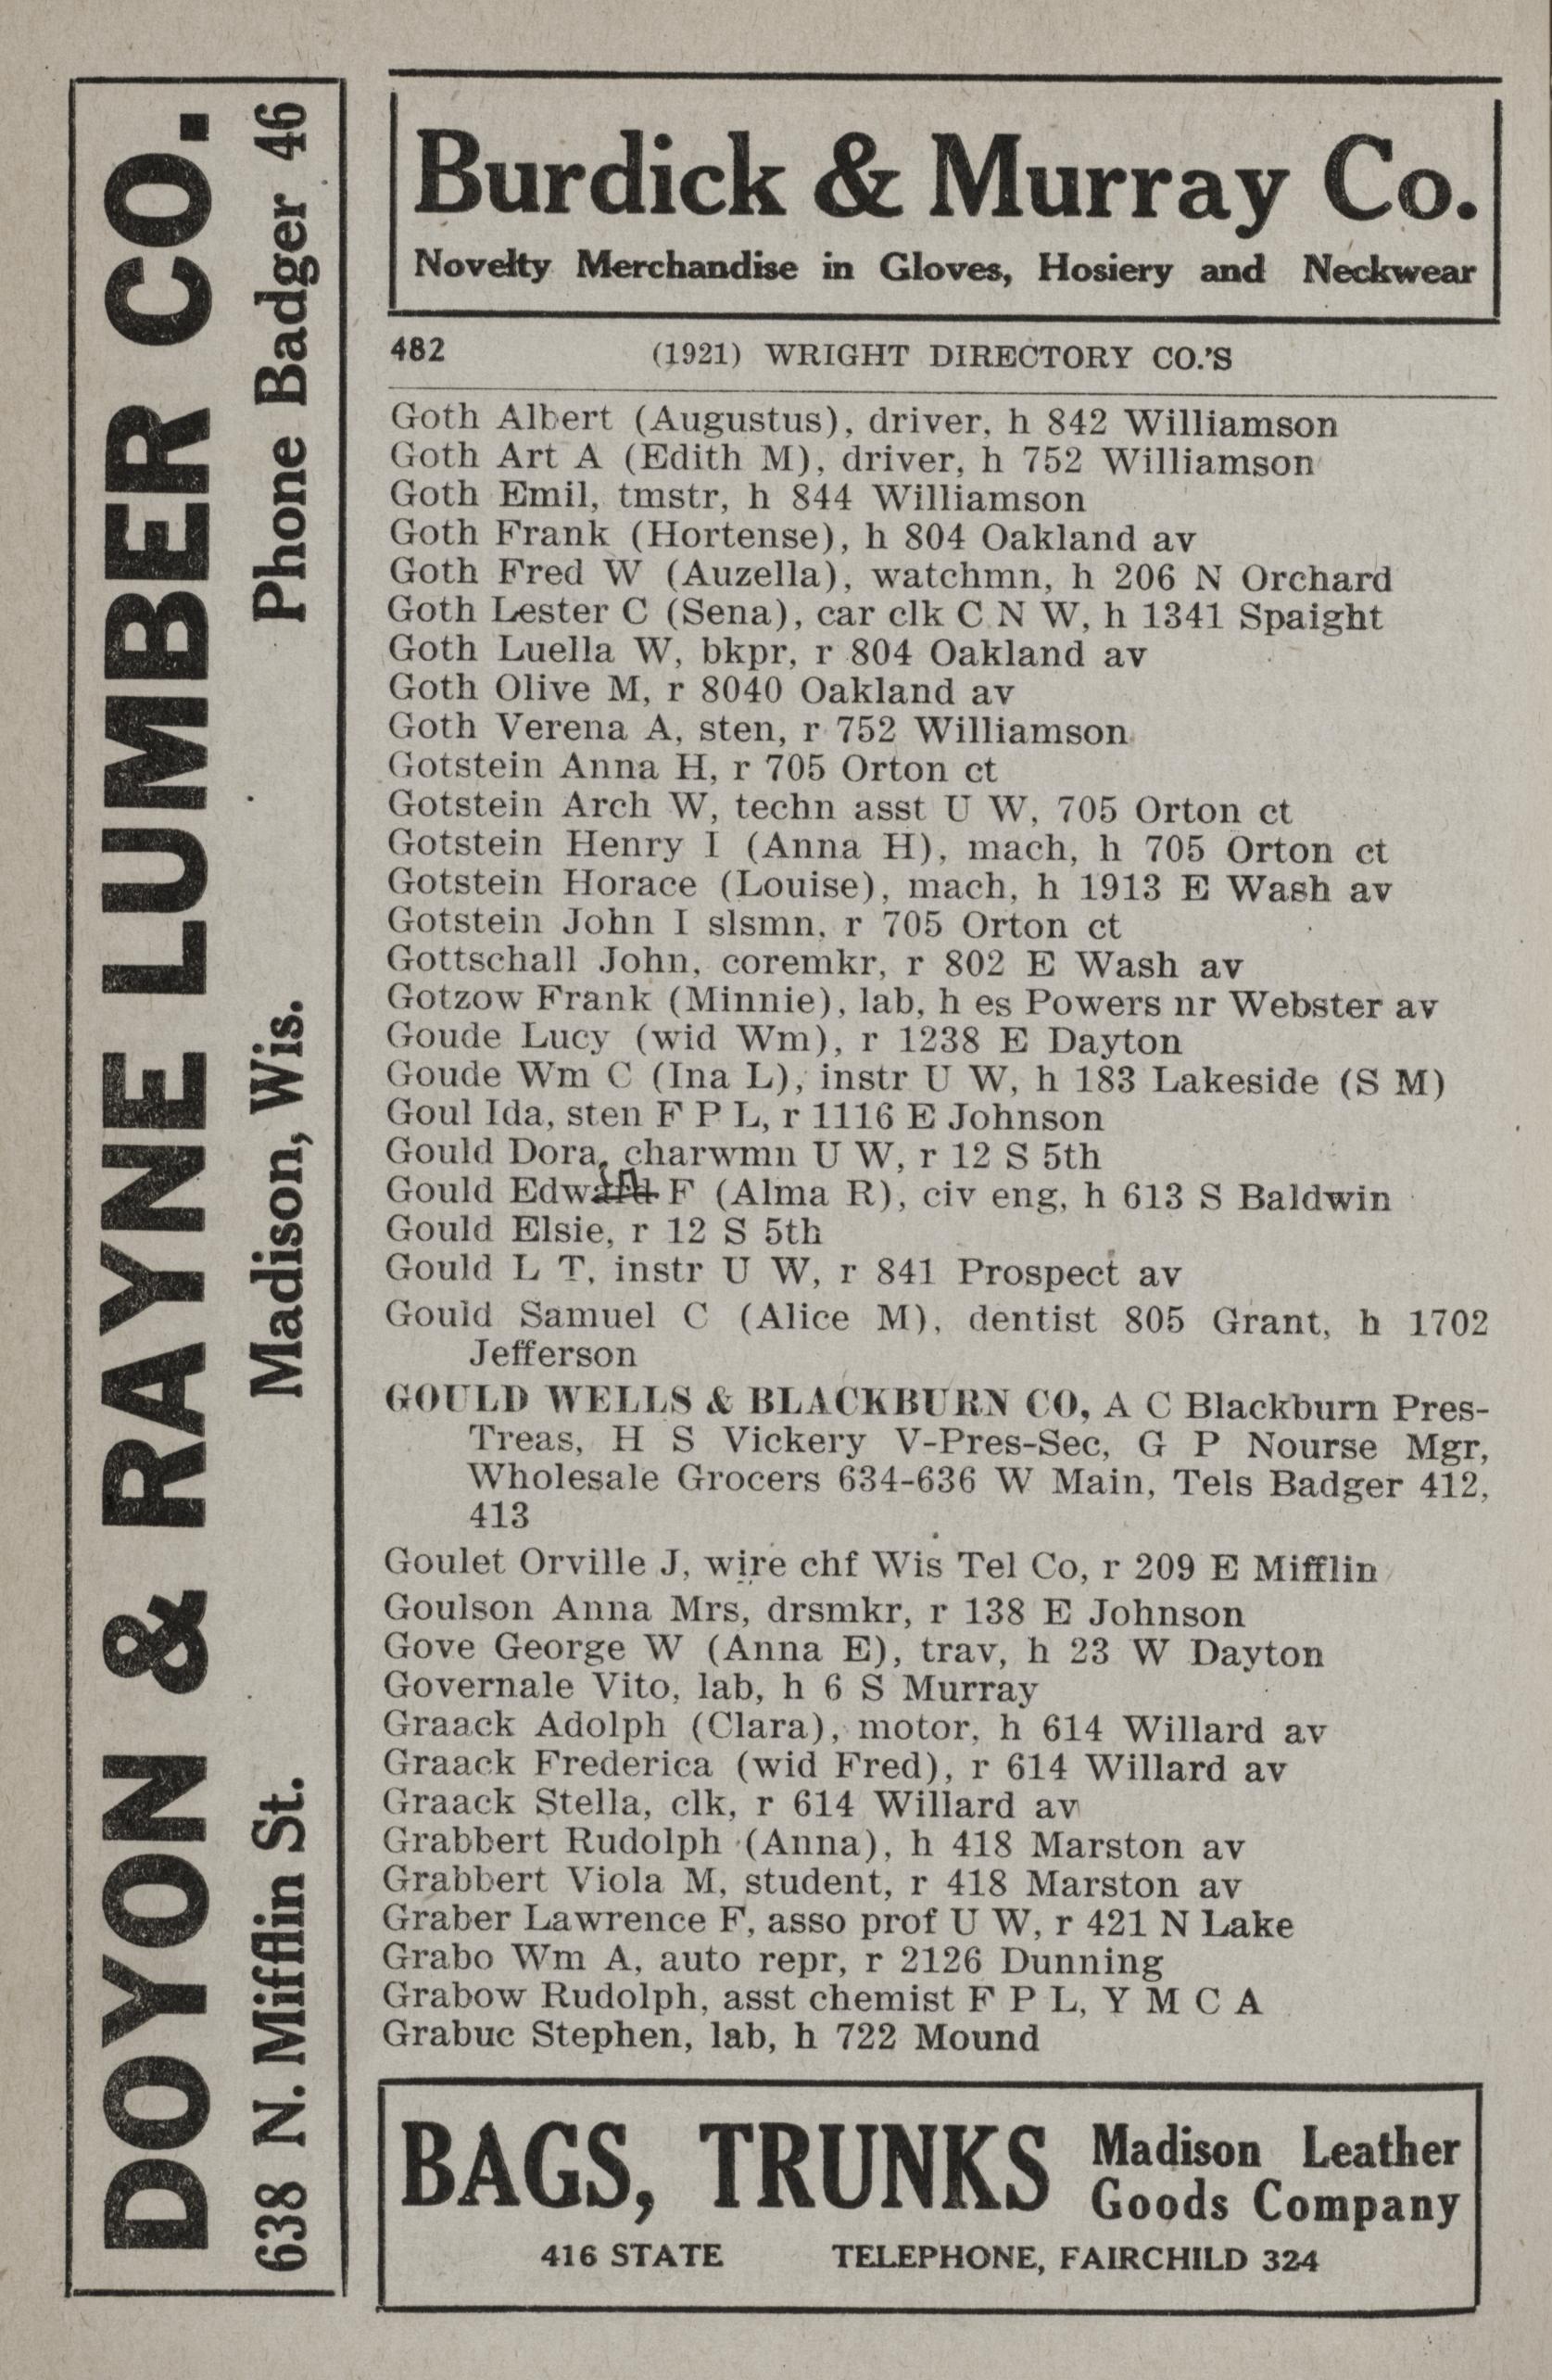 DOYON & RAYNE LUMBER CO.
638 N. Mifflin St. Madison, Wis. Phone Badger 46
Burdick & Murray Co.
Novelty Merchandise in Gloves, Hosiery and Neckwear
482 (1921) WRIGHT DIRECTORY CO.'S
Goth Albert (Augustus), driver, h 842 Williamson
Goth Art A (Edith M), driver, h 752 Williamson
Goth Emil, tmstr, h 844 Williamson
Goth Frank (Hortense), h 804 Oakland av
Goth Fred W (Auzella), watchmn, h 206 N Orchard
Goth Lester C (Sena), car clk C N W, h 1341 Spaight
Goth Luella W, bkpr, r 804 Oakland av
Goth Olive M, r 8040 Oakland av
Goth Verena A, sten, r 752 Williamson
Gotstein Anna H, r 705 Orton ct
Gotstein Arch W, techn asst U W, 705 Orton ct
Gotstein Henry I (Anna H), mach, h 705 Orton ct
Gotstein Horace (Louise), mach, h 1913 E Wash av
Gotstein John I slsmn, r 705 Orton ct
Gottschall John, coremkr, r 802 E Wash av
Gotzow Frank (Minnie), lab, h es Powers nr Webster av
Goude Lucy (wid Wm), r 1238 E Dayton
Goude Wm C (Ina L), instr U W, h 183 Lakeside (S M)
Goul Ida, sten F P L, r 1116 E Johnson
Gould Dora, charwmn U W, r 12 S 5th
Gould Edward F (Alma R), civ eng, h 613 S Baldwin
Gould Elsie, r 12 S 5th
Gould L T, instr U W, r 841 Prospect av
Gould Samuel C (Alice M), dentist 805 Grant, h 1702
Jefferson
GOULD WELLS & BLACKBURN CO, A C Blackburn Pres-
Treas, H S Vickery V-Pres-Sec, G P Nourse Mgr,
Wholesale Grocers 634-636 W Main, Tels Badger 412,
413
Goulet Orville J, wire chf Wis Tel Co, r 209 E Mifflin
Goulson Anna Mrs, drsmkr, r 138 E Johnson
Gove George W (Anna E), trav, h 23 W Dayton
Governale Vito, lab, h 6 S Murray
Graack Adolph (Clara), motor, h 614 Willard av
Graack Frederica (wid Fred), r 614 Willard av
Graack Stella, clk, r 614 Willard av
Grabbert Rudolph (Anna), h 418 Marston av
Grabbert Viola M, student, r 418 Marston av
Graber Lawrence F, asso prof U W, r 421 N Lake
Grabo Wm A, auto repr, r 2126 Dunning
Grabow Rudolph, asst chemist F P L, Y M C A
Grabuc Stephen, lab, h 722 Mound
BAGS, TRUNKS Madison Leather
Goods Company
416 STATE TELEPHONE, FAIRCHILD 324